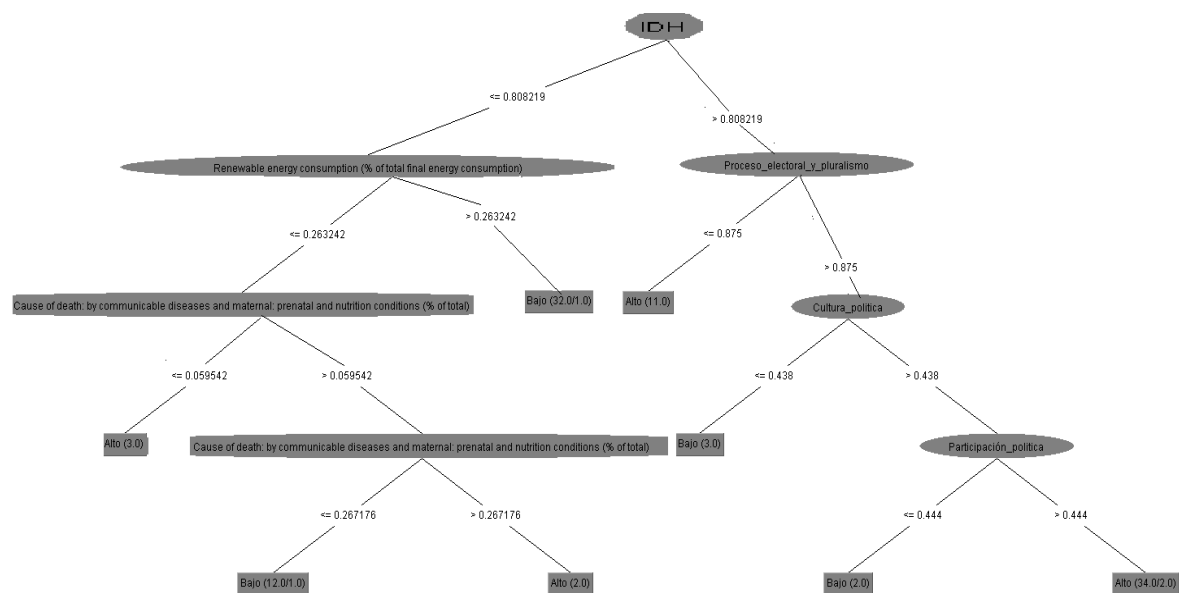 IDH
<= 0.808219
> 0.808219
Renewable energy consumption (% of total final energy consumption)
Proceso_electoral_y_pluralismo
<= 0.263242
> 0.263242
<= 0.875
> 0.875
Cause of death: by communicable diseases and maternal: prenatal and nutrition conditions (% of total)
Bajo (32.0/1.0)
Alto (11.0)
Cultura_política
<= 0.059542
> 0.059542
<= 0.438
> 0.438
Alto (3.0)
Cause of death: by communicable diseases and maternal: prenatal and nutrition conditions (% of total)
Bajo (3.0)
Participación_política
<= 0.267176
> 0.267176
<= 0.444
> 0.444
Bajo (12.0/1.0)
Alto (2.0)
Bajo (2.0)
Alto (34.0/2.0)